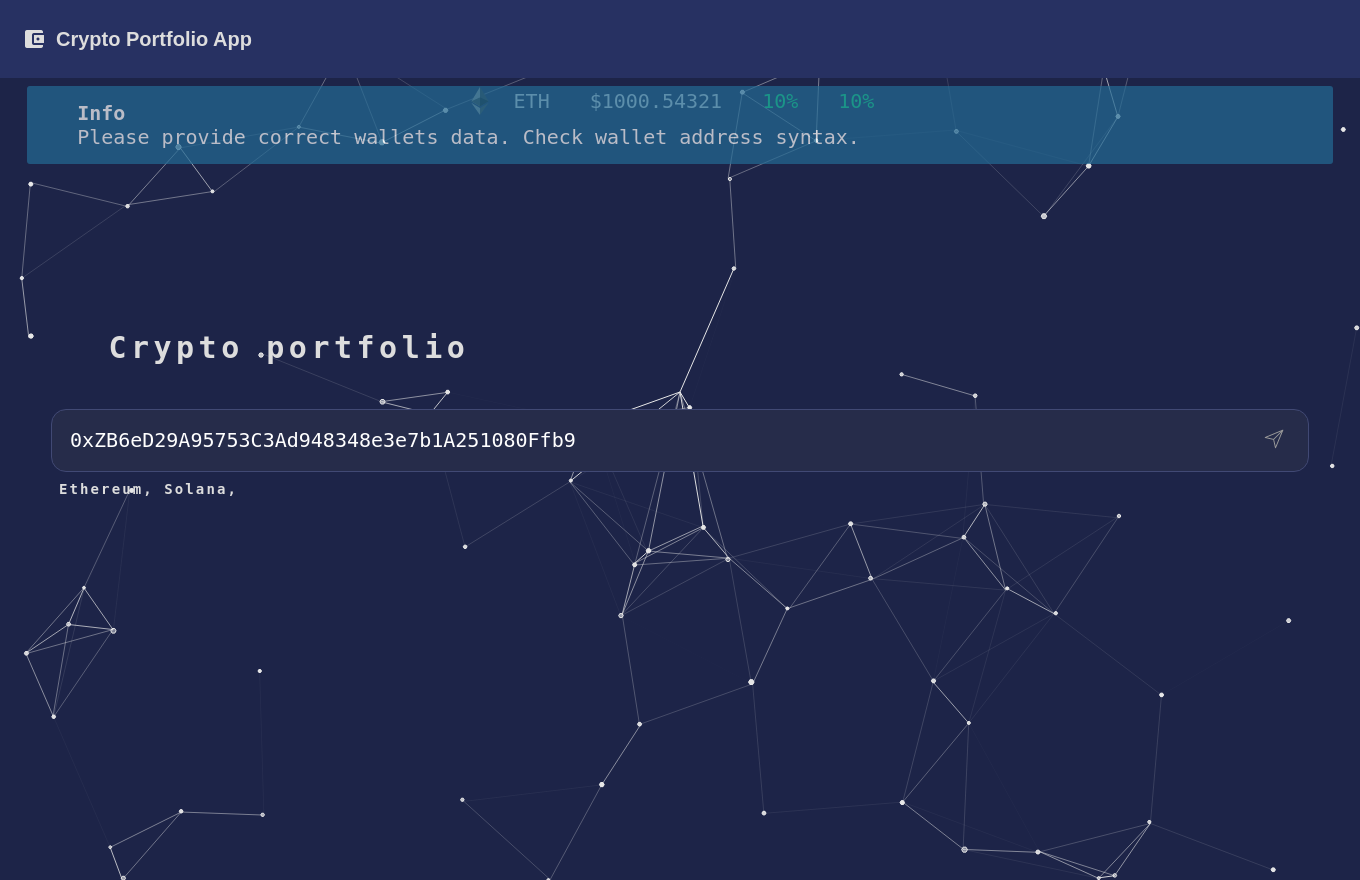 Crypto Portfolio App
ETH $1000.54321 10% 10%
Info
Please provide correct wallets data. Check wallet address syntax.
Crypto portfolio
0xZB6eD29A95753C3Ad948348e3e7b1A251080Ffb9
Ethereum, Solana,